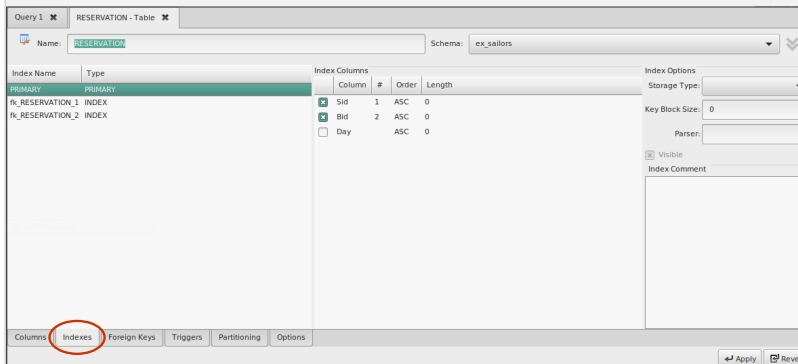 Query 1 RESERVATION - Table
Name: RESERVATION Schema: ex_sailors
Index Name Type
PRIMARY PRIMARY
fk_RESERVATION_1 INDEX
fk_RESERVATION_2 INDEX
Index Columns
Column # Order Length
Sid 1 ASC 0
Bid 2 ASC 0
Day ASC 0
Index Options
Storage Type:
Key Block Size: 0
Parser:
Visible
Index Comment
Columns Indexes Foreign Keys Triggers Partitioning Options
Apply Reve